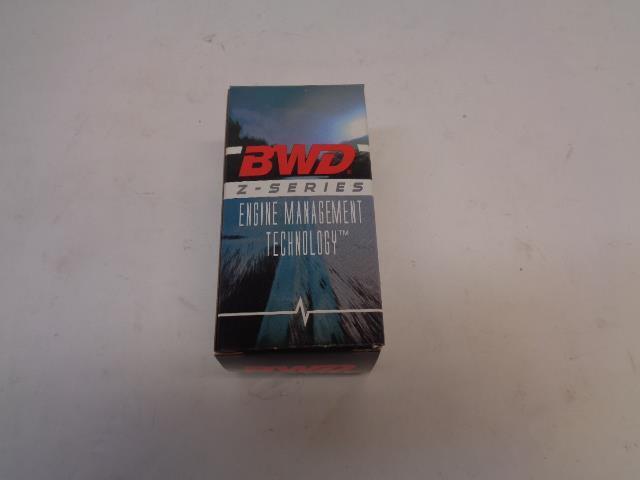 BWD®
Z-SERIES
ENGINE MANAGEMENT
TECHNOLOGY™
BWD